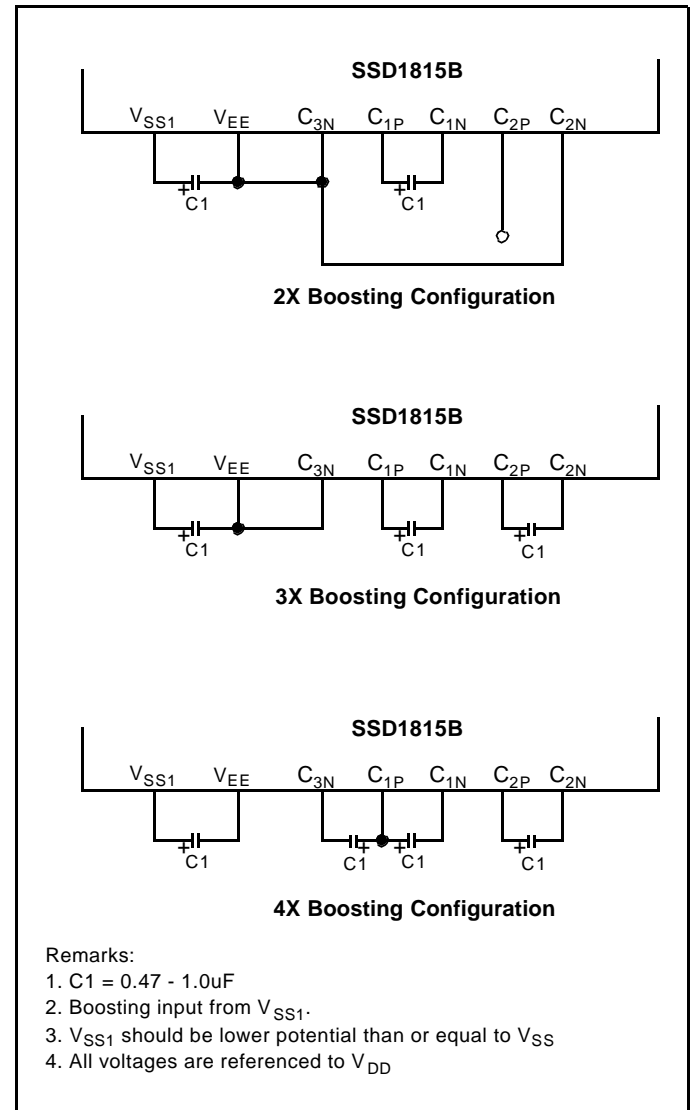 SSD1815B
VSS1 VEE C3N C1P C1N C2P C2N
+ +
C1 C1
2X Boosting Configuration
SSD1815B
VSS1 VEE C3N C1P C1N C2P C2N
+ + +
C1 C1 C1
3X Boosting Configuration
SSD1815B
VSS1 VEE C3N C1P C1N C2P C2N
+ + + +
C1 C1 C1 C1
4X Boosting Configuration
Remarks:
1. C1 = 0.47 - 1.0uF
2. Boosting input from VSS1.
3. VSS1 should be lower potential than or equal to VSS
4. All voltages are referenced to VDD